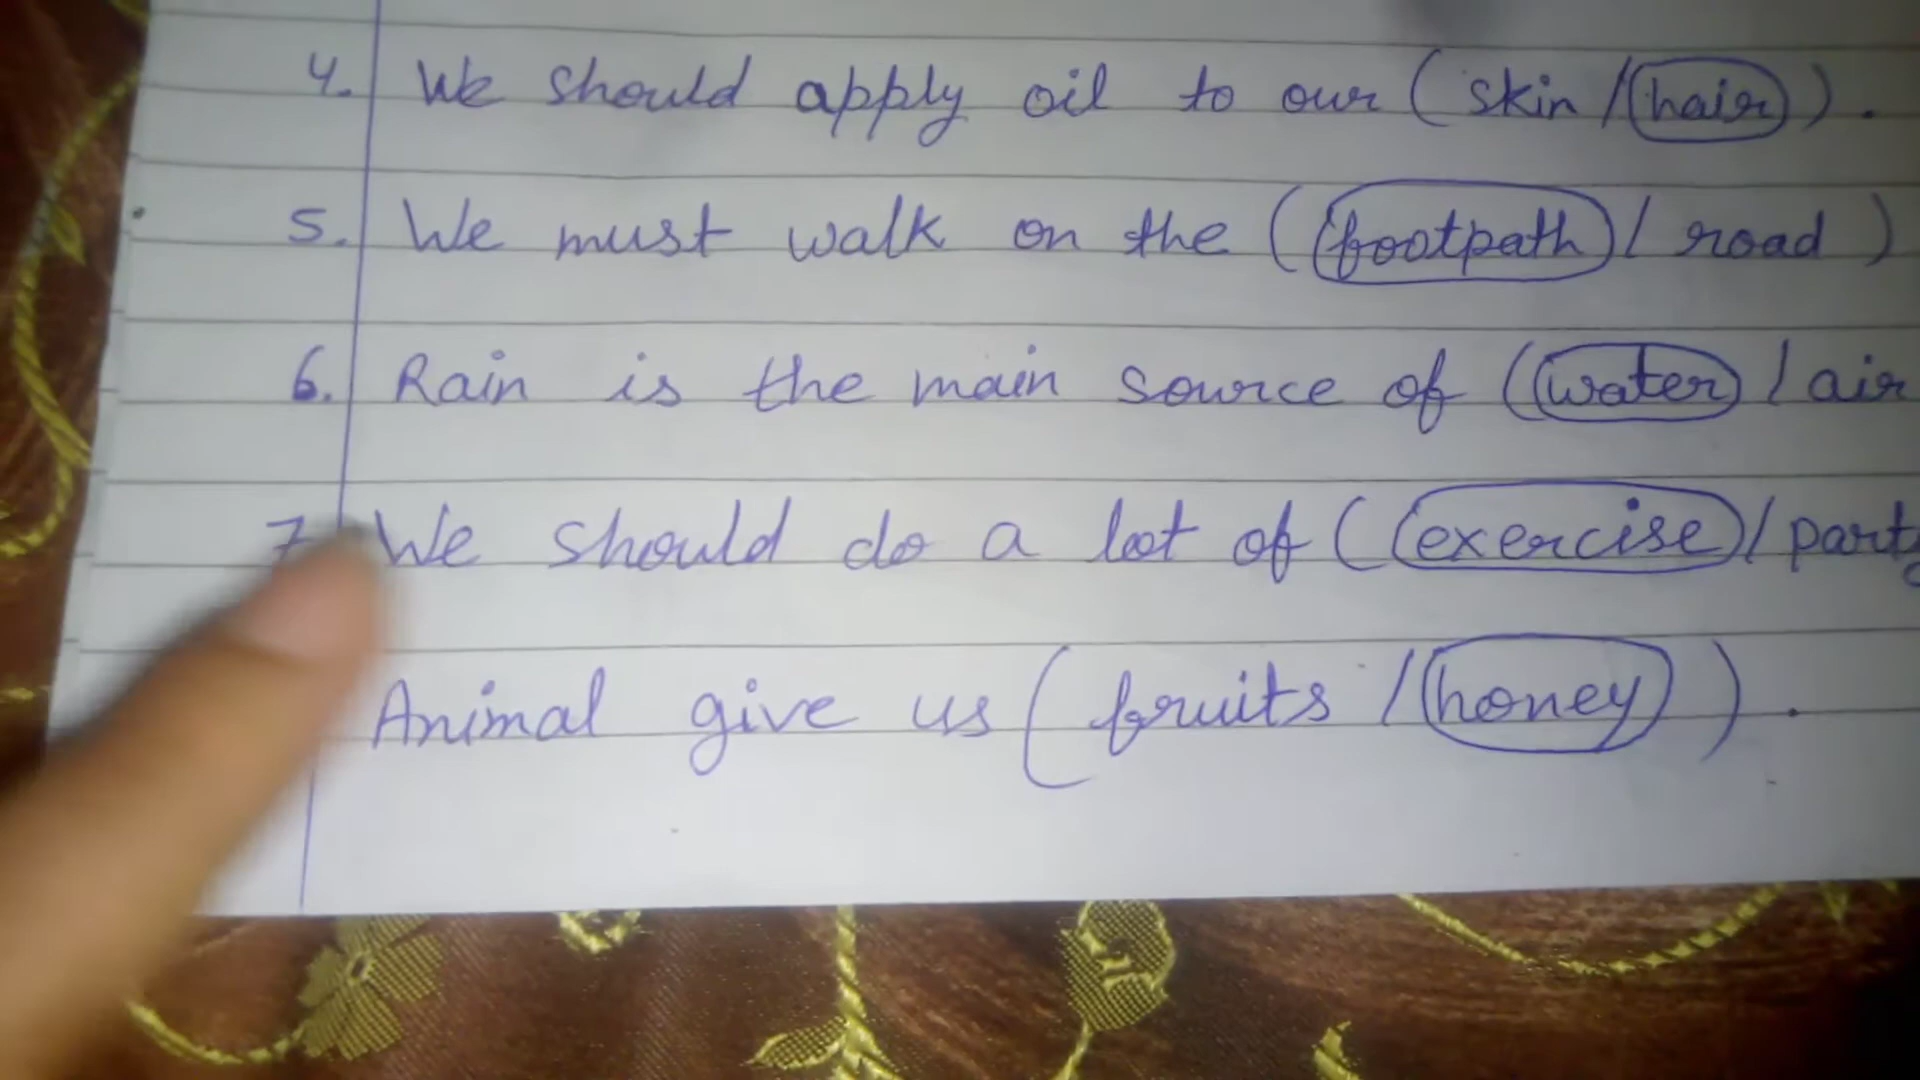 4. We should apply oil to our (skin / hair).
5. We must walk on the (footpath / road)
6. Rain is the main source of (water / air
7. We should do a lot of (exercise / party
Animal give us (fruits / honey).